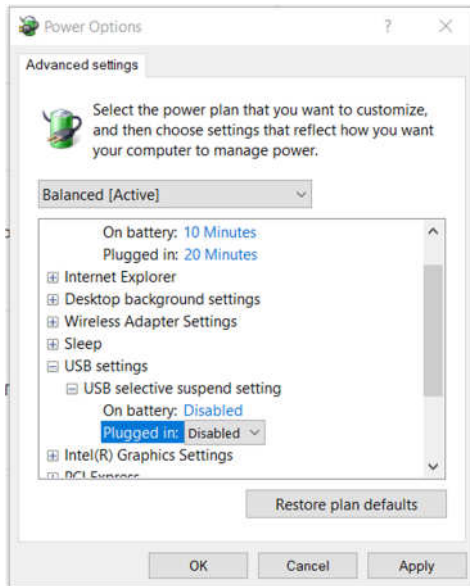 Power Options
Advanced settings
Select the power plan that you want to customize,
and then choose settings that reflect how you want
your computer to manage power.
Balanced [Active]
On battery: 10 Minutes
Plugged in: 20 Minutes
Internet Explorer
Desktop background settings
Wireless Adapter Settings
Sleep
USB settings
USB selective suspend setting
On battery: Disabled
Plugged in: Disabled
Intel(R) Graphics Settings
PCI Express
Restore plan defaults
OK Cancel Apply